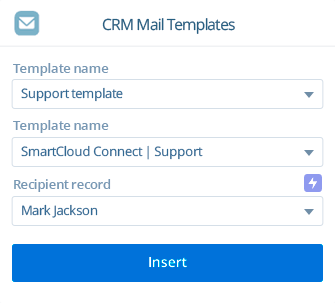 CRM Mail Templates
Template name
Support template
Template name
SmartCloud Connect | Support
Recipient record
Mark Jackson
Insert